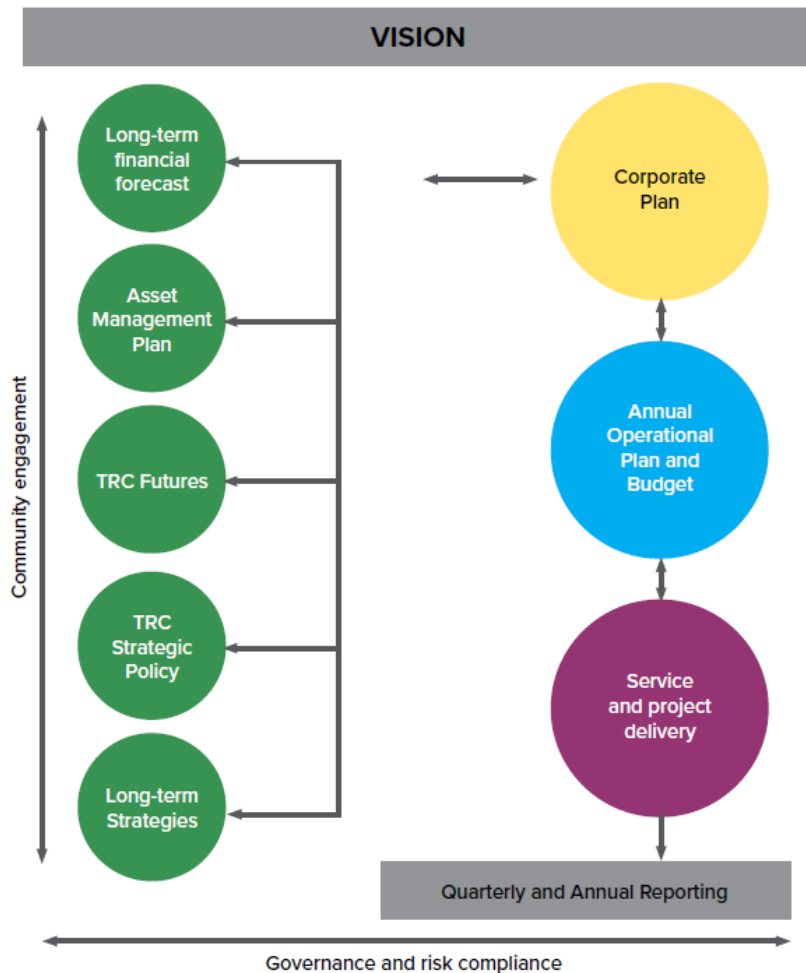 VISION
Long-term
financial
forecast
Asset
Management
Plan
TRC Futures
TRC
Strategic
Policy
Long-term
Strategies
Community engagement
Corporate
Plan
Annual
Operational
Plan and
Budget
Service
and project
delivery
Quarterly and Annual Reporting
Governance and risk compliance